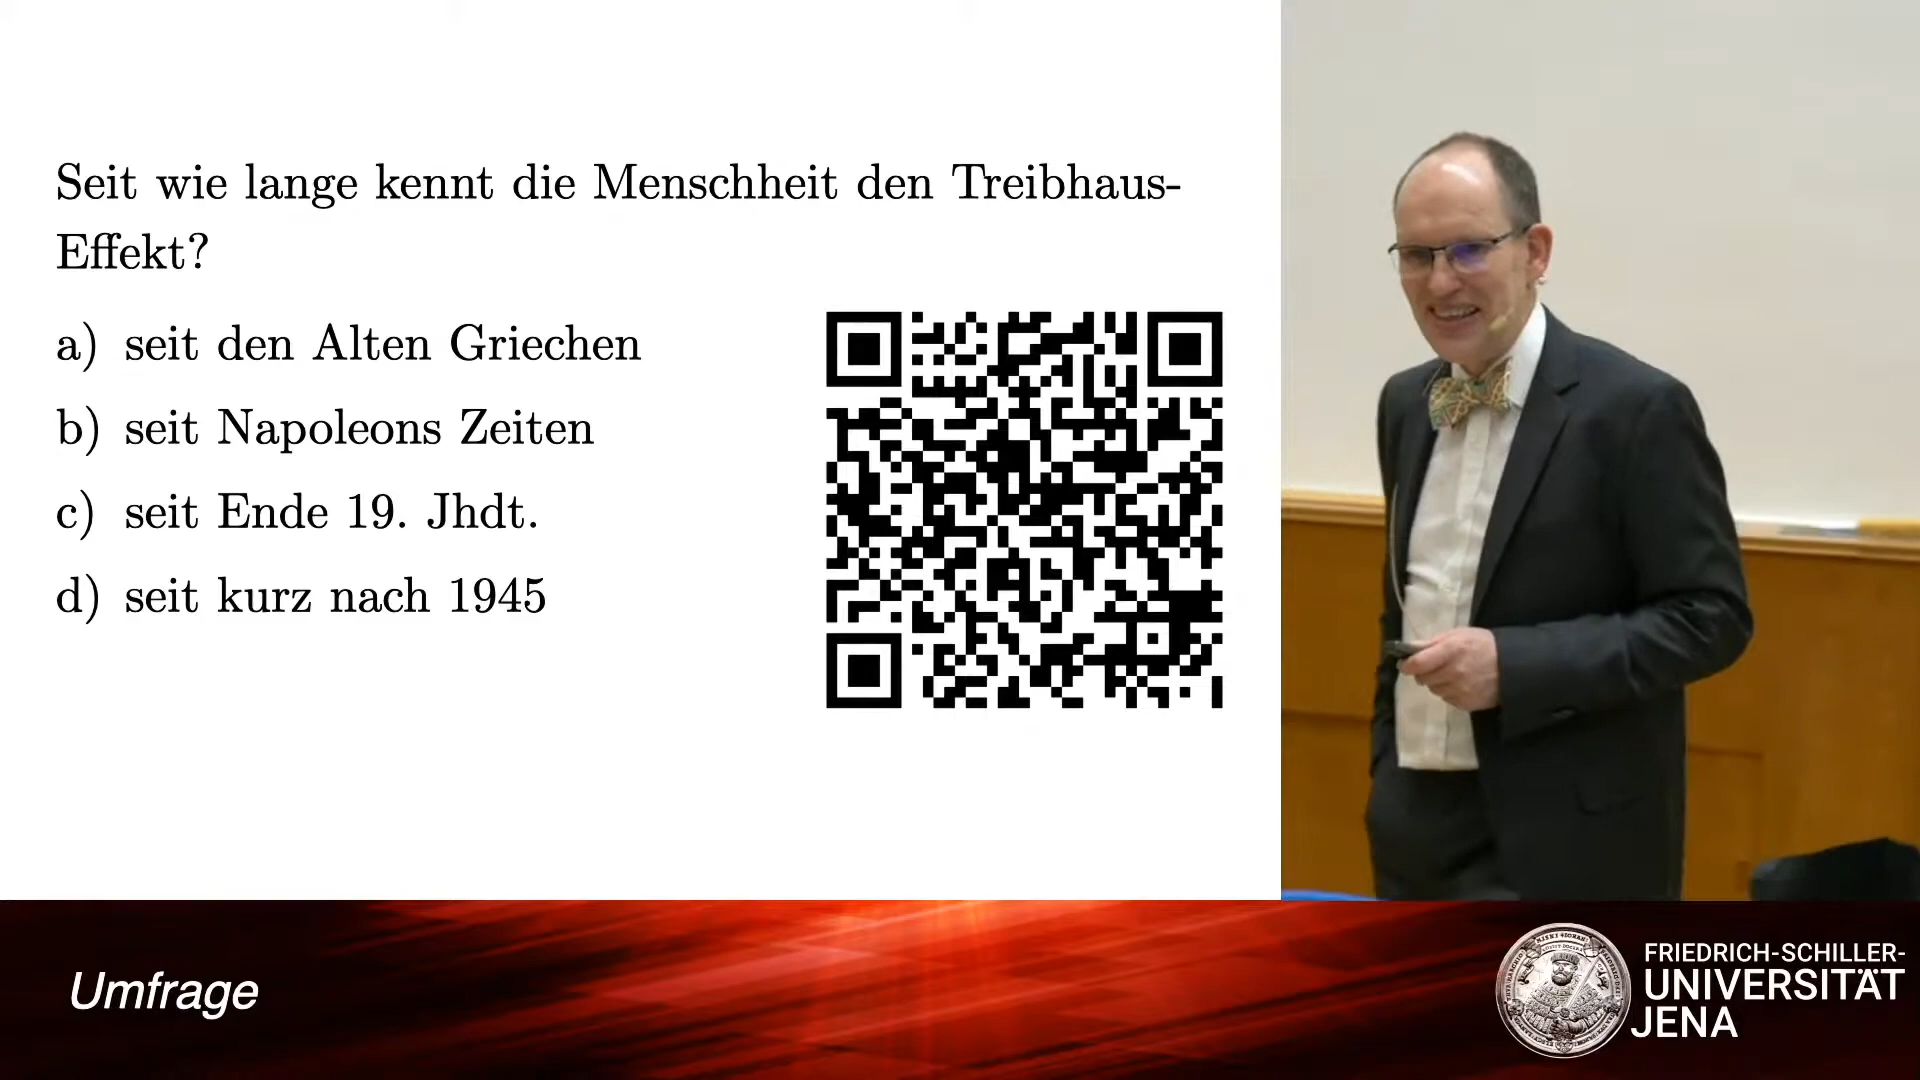 Seit wie lange kennt die Menschheit den Treibhaus-
Effekt?
a) seit den Alten Griechen
b) seit Napoleons Zeiten
c) seit Ende 19. Jhdt.
d) seit kurz nach 1945
Umfrage
FRIEDRICH-SCHILLER-
UNIVERSITÄT
JENA